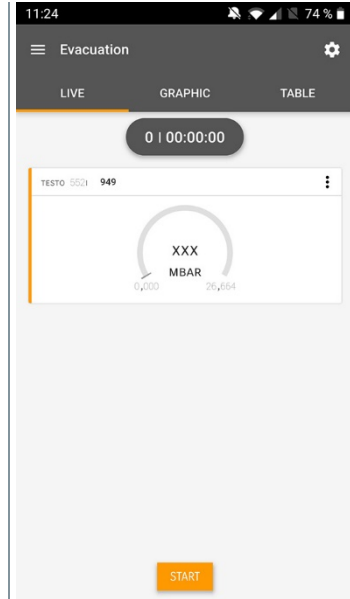 11:24 74 %
Evacuation
LIVE GRAPHIC TABLE
0 | 00:00:00
TESTO 552i 949
XXX
MBAR
0,000 26,664
START